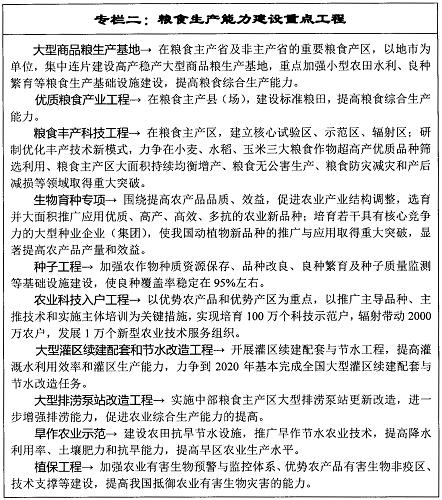 专栏二：粮食生产能力建设重点工程
大型商品粮生产基地→ 在粮食主产省及非主产省的重要粮食产区，以地市为
单位，集中连片建设高产稳产大型商品粮生产基地，重点加强小型农田水利、良种
繁育等粮食生产基础设施建设，提高粮食综合生产能力。
优质粮食产业工程→ 在粮食主产县（场），建设标准粮田，提高粮食综合生产
能力。
粮食丰产科技工程→ 在粮食主产区，建立核心试验区、示范区、辐射区；研
制优化丰产技术新模式，力争在小麦、水稻、玉米三大粮食作物超高产优质品种筛
选利用、粮食主产区大面积持续均衡增产、粮食无公害生产、粮食防灾减灾和产后
减损等领域取得重大突破。
生物育种专项→ 围绕提高农产品品质、效益，促进农业产业结构调整，选育
并大面积推广应用优质、高产、高效、多抗的农业新品种；培育若干具有核心竞争
力的大型种业企业（集团），使我国动植物新品种的推广与应用取得重大突破，显
著提高农产品产量和效益。
种子工程→ 加强农作物种质资源保存、品种改良、良种繁育及种子质量监测
等基础设施建设，使良种覆盖率稳定在 95%左右。
农业科技入户工程→ 以优势农产品和优势产区为重点，以推广主导品种、主
推技术和实施主体培训为关键措施，实现培育 100 万个科技示范户，辐射带动 2000
万农户，发展 1 万个新型农业技术服务组织。
大型灌区续建配套和节水改造工程→ 开展灌区续建配套与节水工程，提高灌
溉水利用效率和灌区生产能力，力争到 2020 年基本完成全国大型灌区续建配套与
节水改造任务。
大型排涝泵站改造工程→ 实施中部粮食主产区大型排涝泵站更新改造，进一
步增强排涝能力，促进农业综合生产能力的提高。
旱作农业示范→ 建设农田抗旱节水设施，推广旱作节水农业技术，提高降水
利用率、土壤肥力和抗旱能力，提高旱区农业生产水平。
植保工程→ 加强农业有害生物预警与监控体系、优势农产品有害生物非疫区、
技术支撑等建设，提高我国抵御农业有害生物灾害的能力。